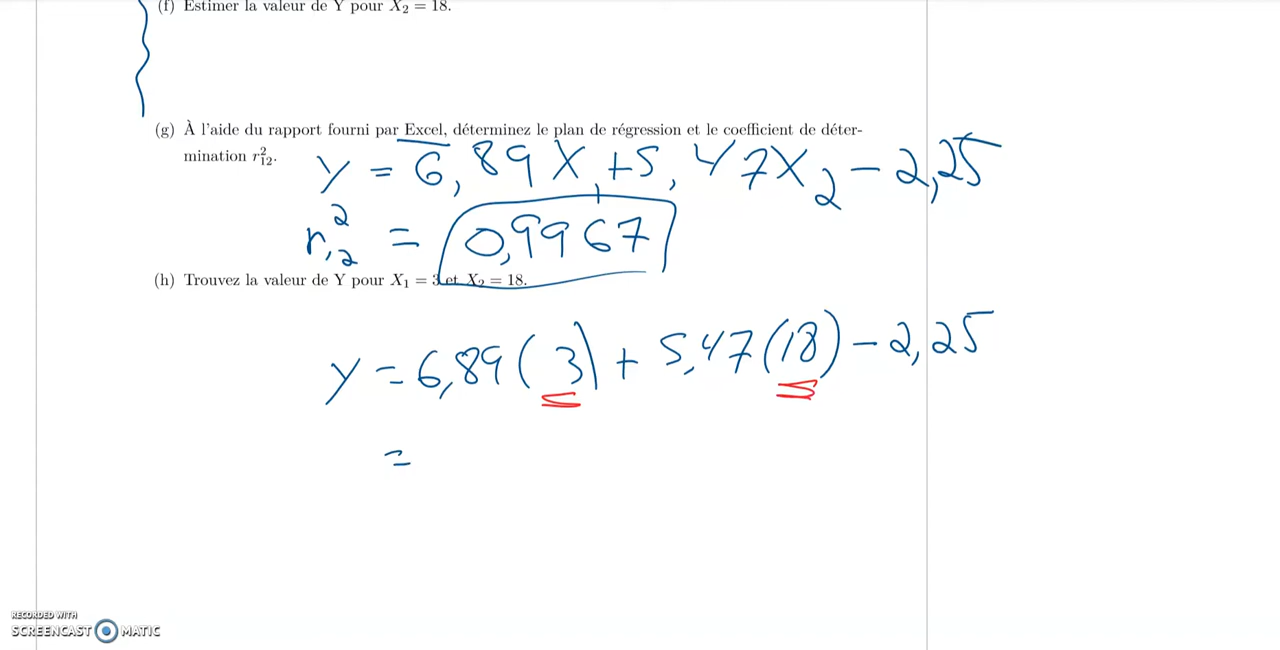 (f) Estimer la valeur de Y pour X₂ = 18.
(g) À l'aide du rapport fourni par Excel, déterminez le plan de régression et le coefficient de déter-
mination r²₁₂.
y = 6,89X₁ + 5,47X₂ − 2,25
r²₁₂ = 0,9967
(h) Trouvez la valeur de Y pour X₁ = 3 et X₂ = 18.
y = 6,89(3) + 5,47(18) − 2,25
=
RECORDED WITH
SCREENCAST MATIC